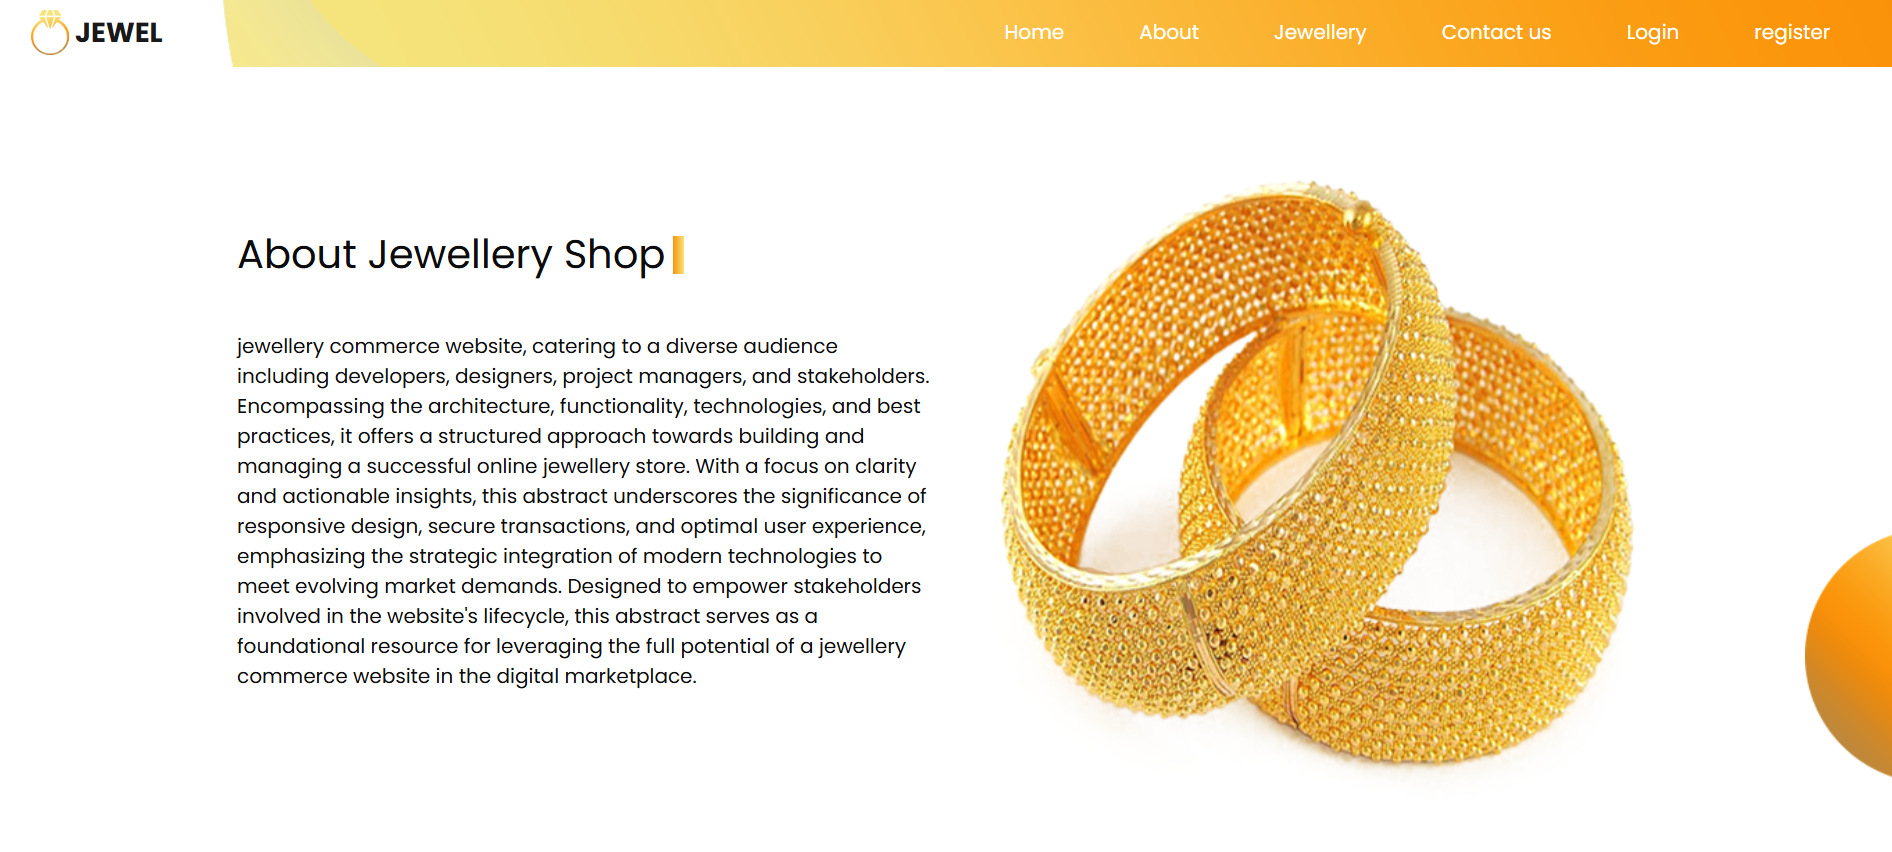 JEWEL
Home About Jewellery Contact us Login register
About Jewellery Shop
jewellery commerce website, catering to a diverse audience
including developers, designers, project managers, and stakeholders.
Encompassing the architecture, functionality, technologies, and best
practices, it offers a structured approach towards building and
managing a successful online jewellery store. With a focus on clarity
and actionable insights, this abstract underscores the significance of
responsive design, secure transactions, and optimal user experience,
emphasizing the strategic integration of modern technologies to
meet evolving market demands. Designed to empower stakeholders
involved in the website's lifecycle, this abstract serves as a
foundational resource for leveraging the full potential of a jewellery
commerce website in the digital marketplace.